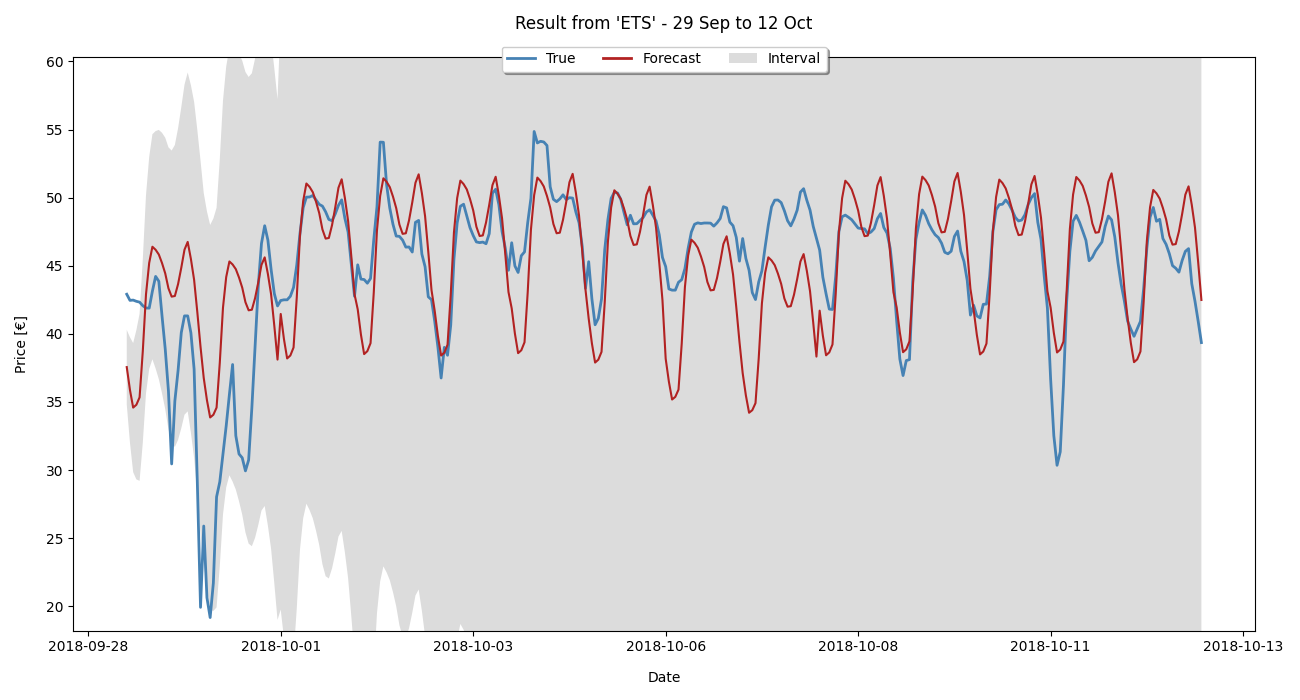 Result from 'ETS' - 29 Sep to 12 Oct
True Forecast Interval
60
55
50
45
40
35
30
25
20
Price [€]
2018-09-28 2018-10-01 2018-10-03 2018-10-06 2018-10-08 2018-10-11 2018-10-13
Date